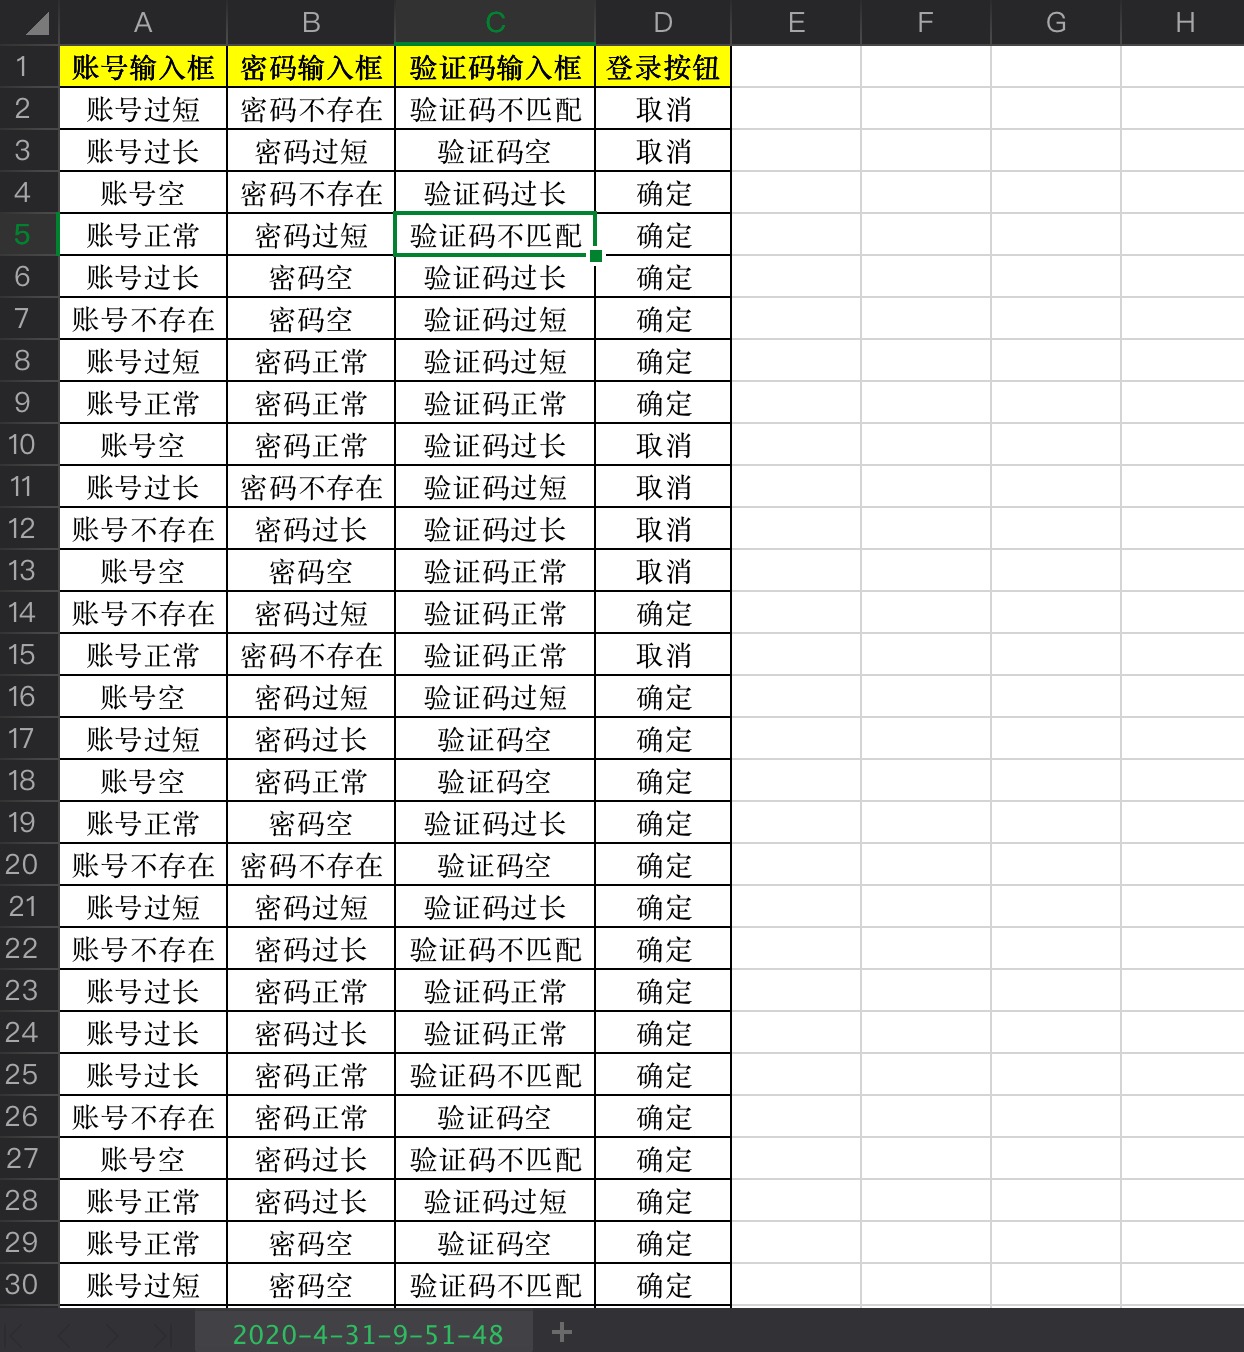 A B C D E F G H
1 账号输入框 密码输入框 验证码输入框 登录按钮
2 账号过短 密码不存在 验证码不匹配 取消
3 账号过长 密码过短 验证码空 取消
4 账号空 密码不存在 验证码过长 确定
5 账号正常 密码过短 验证码不匹配 确定
6 账号过长 密码空 验证码过长 确定
7 账号不存在 密码空 验证码过短 确定
8 账号过短 密码正常 验证码过短 确定
9 账号正常 密码正常 验证码正常 确定
10 账号空 密码正常 验证码过长 取消
11 账号过长 密码不存在 验证码过短 取消
12 账号不存在 密码过长 验证码过长 取消
13 账号空 密码空 验证码正常 取消
14 账号不存在 密码过短 验证码正常 确定
15 账号正常 密码不存在 验证码正常 取消
16 账号空 密码过短 验证码过短 确定
17 账号过短 密码过长 验证码空 确定
18 账号空 密码正常 验证码空 确定
19 账号正常 密码空 验证码过长 确定
20 账号不存在 密码不存在 验证码空 确定
21 账号过短 密码过短 验证码过长 确定
22 账号不存在 密码过长 验证码不匹配 确定
23 账号过长 密码正常 验证码正常 确定
24 账号过长 密码过长 验证码正常 确定
25 账号过长 密码正常 验证码不匹配 确定
26 账号不存在 密码正常 验证码空 确定
27 账号空 密码过长 验证码不匹配 确定
28 账号正常 密码过长 验证码过短 确定
29 账号正常 密码空 验证码空 确定
30 账号过短 密码空 验证码不匹配 确定
2020-4-31-9-51-48 +